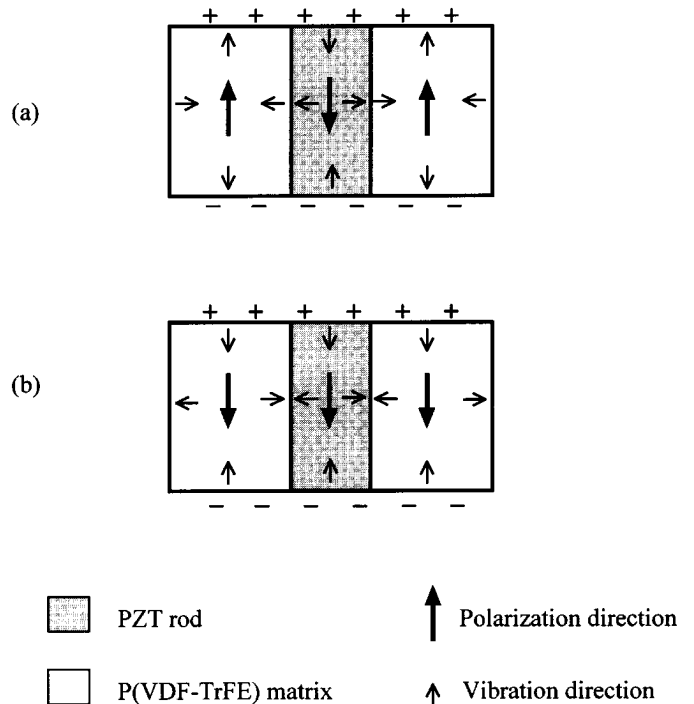 + + + + + +
(a)
− − − − − −
+ + + + + +
(b)
− − − − − −
PZT rod
Polarization direction
P(VDF-TrFE) matrix
Vibration direction